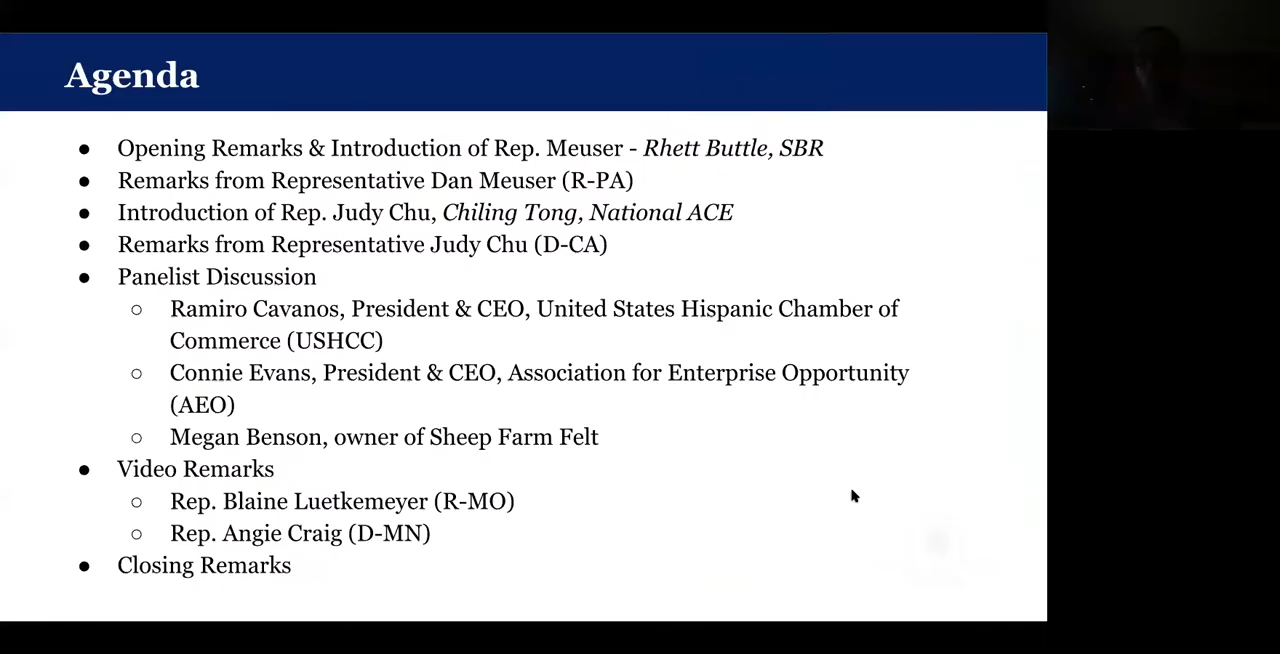 Agenda
● Opening Remarks & Introduction of Rep. Meuser - Rhett Buttle, SBR
● Remarks from Representative Dan Meuser (R-PA)
● Introduction of Rep. Judy Chu, Chiling Tong, National ACE
● Remarks from Representative Judy Chu (D-CA)
● Panelist Discussion
○ Ramiro Cavanos, President & CEO, United States Hispanic Chamber of
Commerce (USHCC)
○ Connie Evans, President & CEO, Association for Enterprise Opportunity
(AEO)
○ Megan Benson, owner of Sheep Farm Felt
● Video Remarks
○ Rep. Blaine Luetkemeyer (R-MO)
○ Rep. Angie Craig (D-MN)
● Closing Remarks